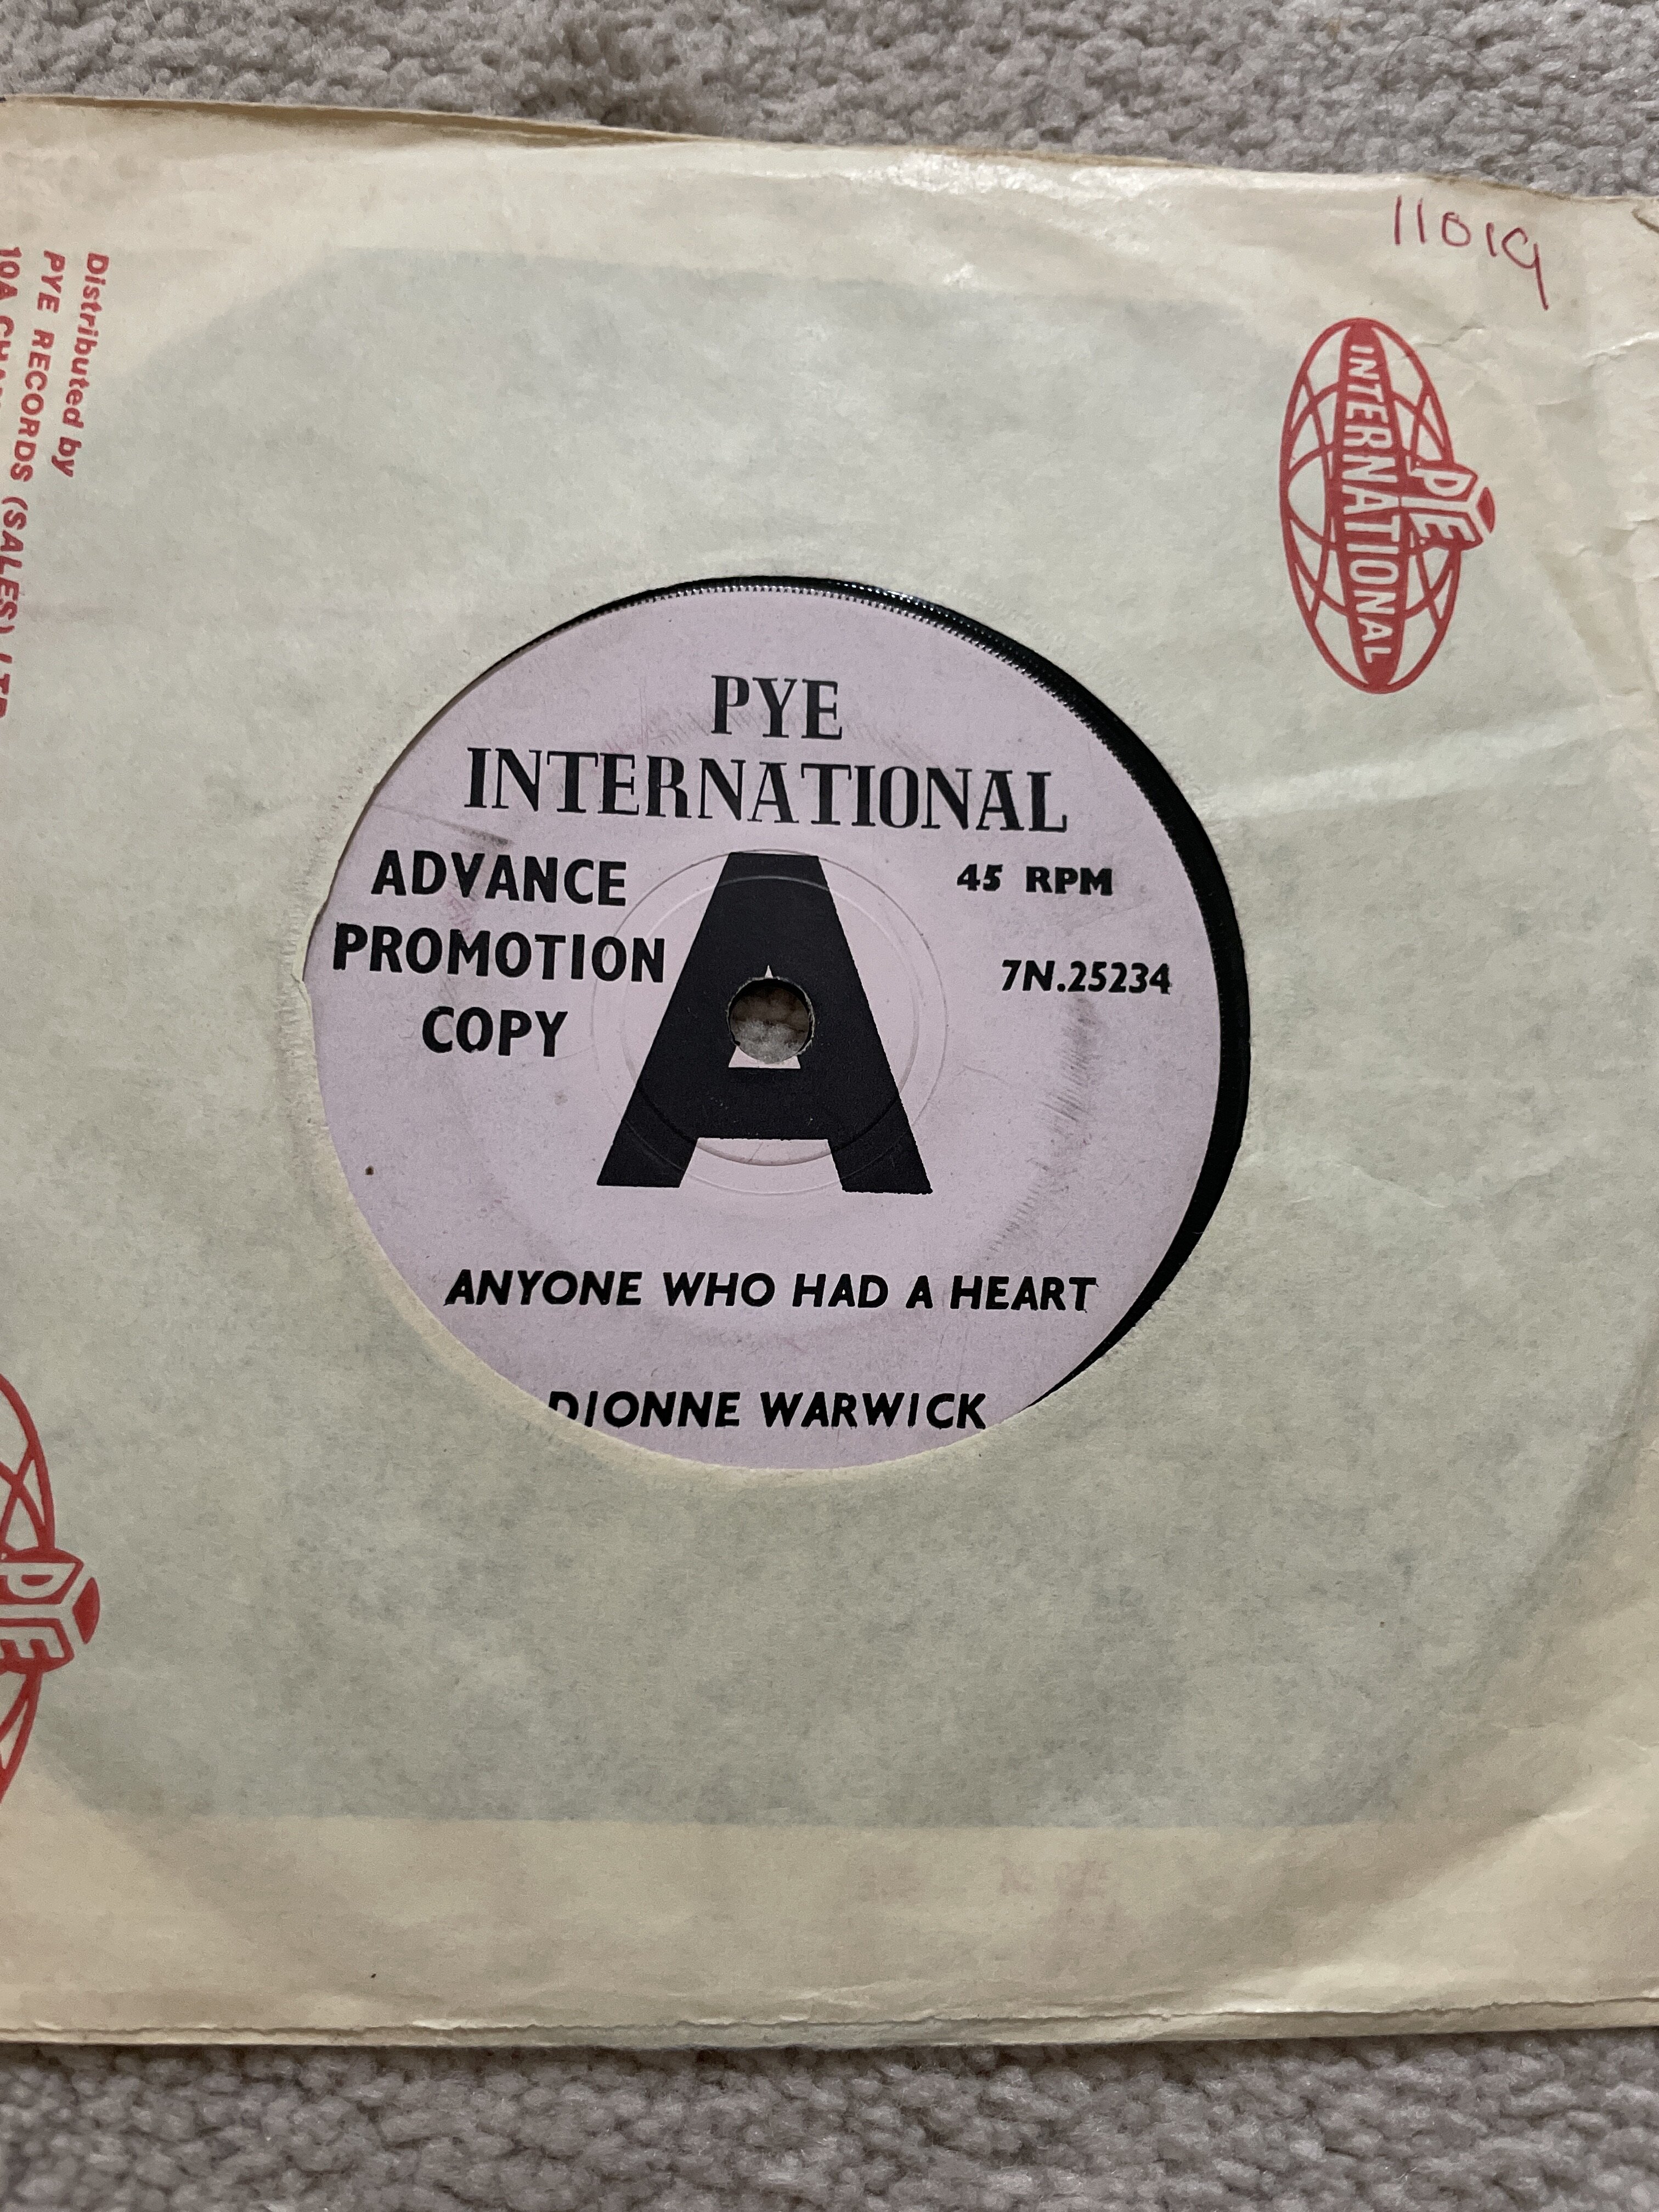 11019
PYE
INTERNATIONAL
Distributed by
PYE RECORDS (SALES) LTD
10A
PYE
INTERNATIONAL
ADVANCE
PROMOTION
COPY
A
45 RPM
7N.25234
ANYONE WHO HAD A HEART
DIONNE WARWICK
PYE